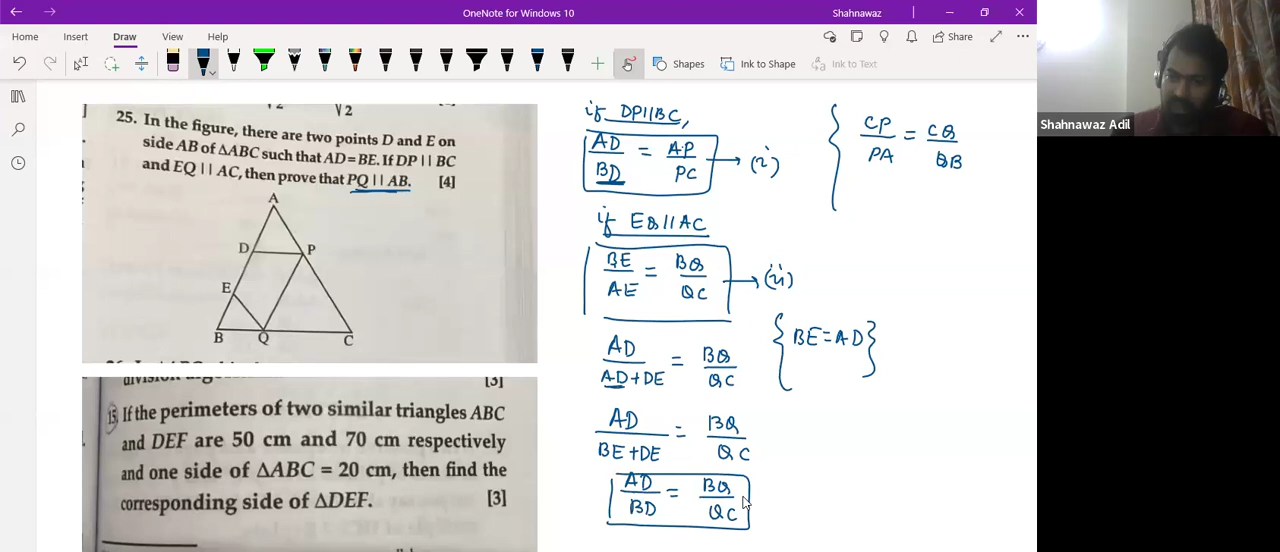 OneNote for Windows 10
Shahnawaz
Home Insert Draw View Help
Share
Shapes
Ink to Shape
Ink to Text
√2
25. In the figure, there are two points D and E on
side AB of ΔABC such that AD = BE. If DP || BC
and EQ || AC, then prove that PQ || AB. [4]
A
D P
E
B Q C
[3]
15. If the perimeters of two similar triangles ABC
and DEF are 50 cm and 70 cm respectively
and one side of ΔABC = 20 cm, then find the
corresponding side of ΔDEF. [3]
if DP||BC,
AD/BD = AP/PC → (i)
if EQ||AC
BE/AE = BQ/QC → (ii)
AD/AD+DE = BQ/QC {BE=AD}
AD/BE+DE = BQ/QC
AD/BD = BQ/QC
{ CP/PA = CQ/QB
Shahnawaz Adil